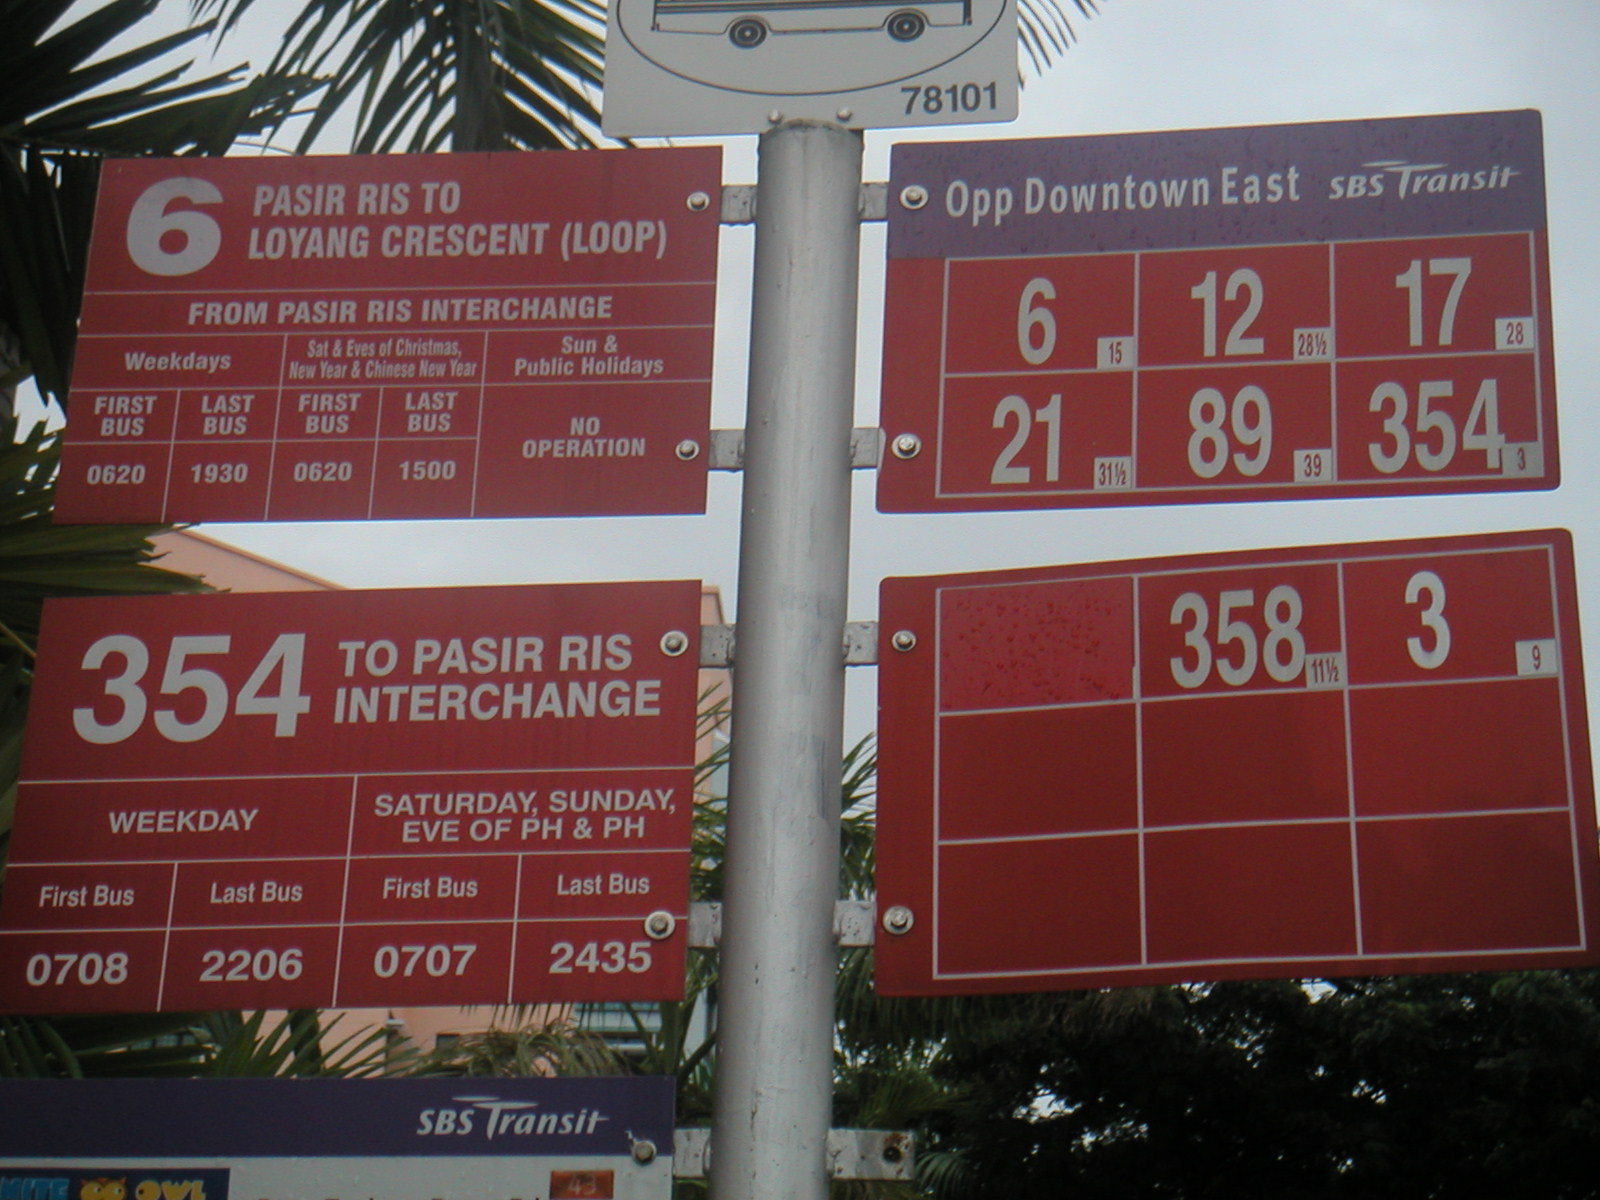 78101
6 PASIR RIS TO
LOYANG CRESCENT (LOOP)
FROM PASIR RIS INTERCHANGE
Weekdays
Sat & Eves of Christmas,
New Year & Chinese New Year
Sun &
Public Holidays
FIRST BUS
LAST BUS
FIRST BUS
LAST BUS
NO
OPERATION
0620 1930 0620 1500
Opp Downtown East SBS Transit
6 15 12 28½ 17 28
21 31½ 89 39 354 3
354 TO PASIR RIS
INTERCHANGE
WEEKDAY
SATURDAY, SUNDAY,
EVE OF PH & PH
First Bus Last Bus First Bus Last Bus
0708 2206 0707 2435
358 11½ 3 9
SBS Transit
NITE OWL